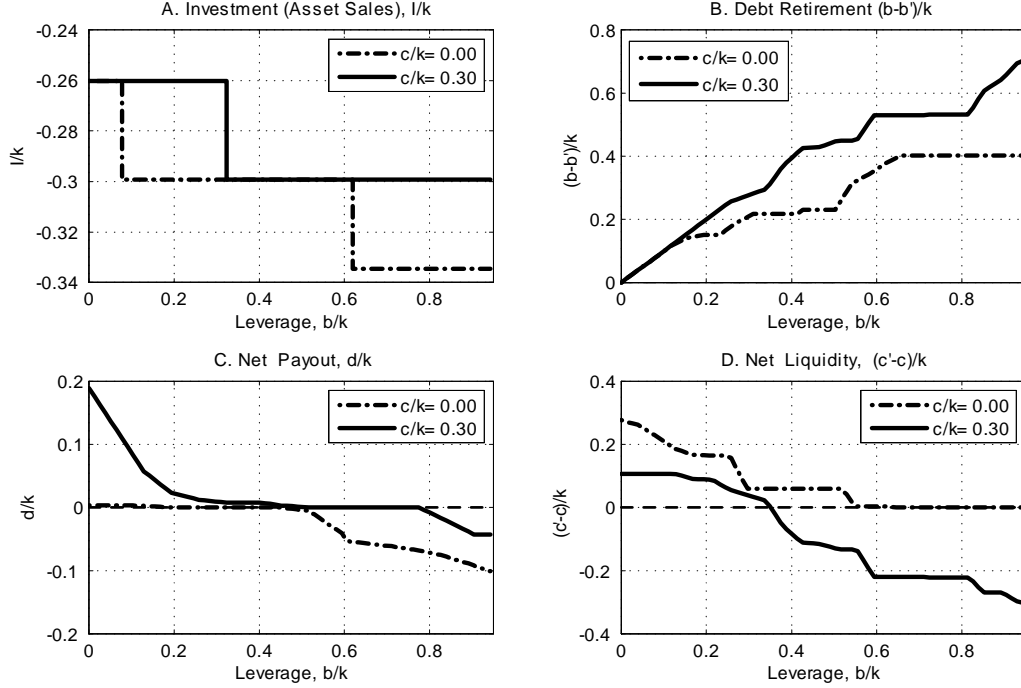 A. Investment (Asset Sales), I/k
-0.24
-0.26
-0.28
-0.3
-0.32
-0.34
I/k
c/k= 0.00
c/k= 0.30
0 0.2 0.4 0.6 0.8
Leverage, b/k
B. Debt Retirement (b-b')/k
0.8
0.6
0.4
0.2
0
(b-b')/k
c/k= 0.00
c/k= 0.30
0 0.2 0.4 0.6 0.8
Leverage, b/k
C. Net Payout, d/k
0.2
0.1
0
-0.1
-0.2
d/k
c/k= 0.00
c/k= 0.30
0 0.2 0.4 0.6 0.8
Leverage, b/k
D. Net Liquidity, (c'-c)/k
0.4
0.2
0
-0.2
-0.4
(c'-c)/k
c/k= 0.00
c/k= 0.30
0 0.2 0.4 0.6 0.8
Leverage, b/k